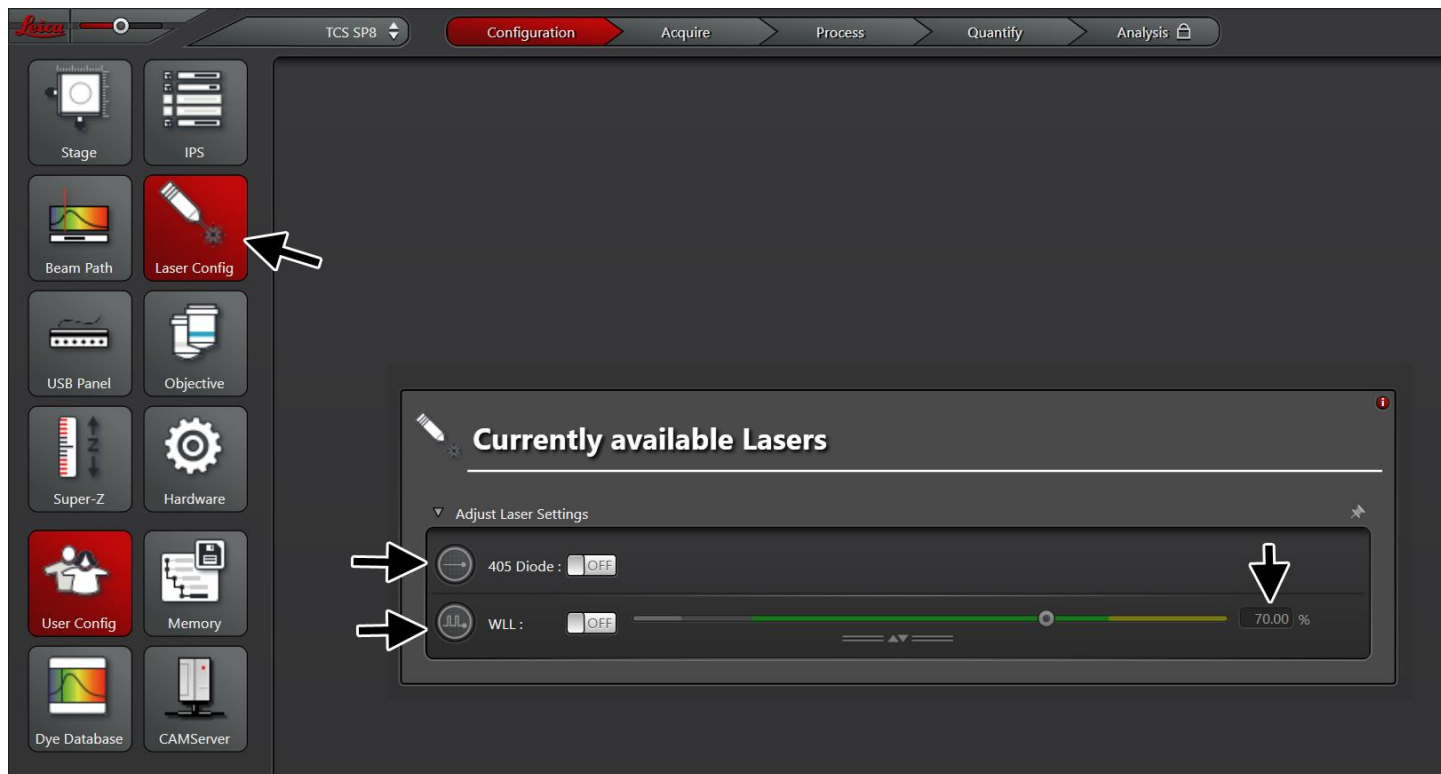 Leica
TCS SP8
Configuration
Acquire
Process
Quantify
Analysis
Stage
IPS
Beam Path
Laser Config
USB Panel
Objective
Z
Super-Z
Hardware
User Config
Memory
Dye Database
CAMServer
Currently available Lasers
Adjust Laser Settings
405 Diode : OFF
WLL : OFF 70.00 %